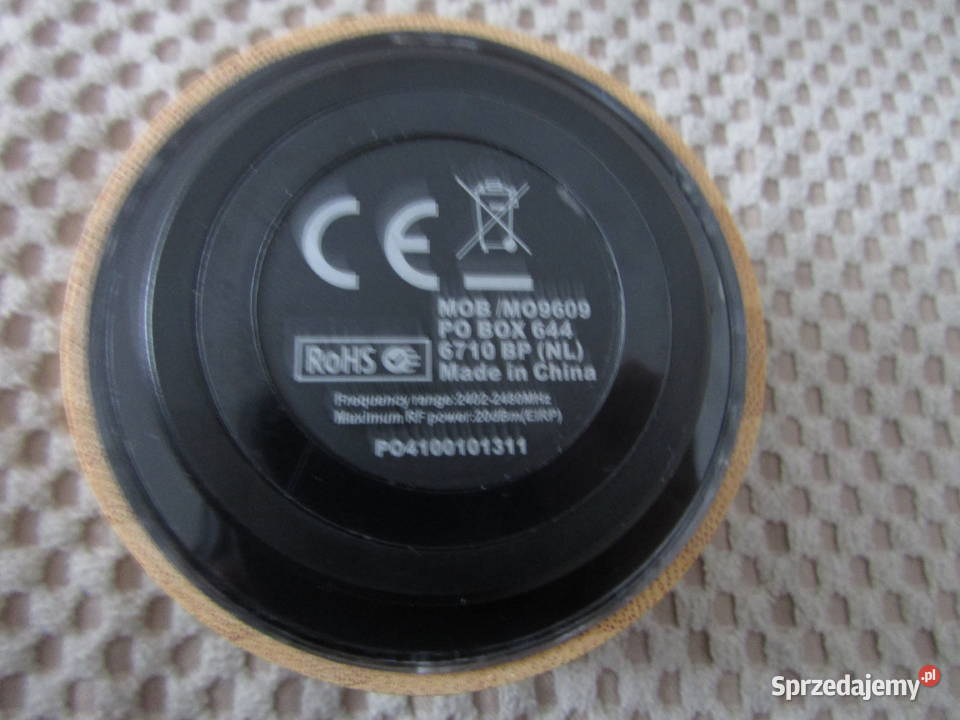 CE
MOB /MO9609
PO BOX 644
RoHS
6710 BP (NL)
Made in China
Frequency range:2402-2480MHz
Maximum RF power:20dBm(EIRP)
PO4100101311
Sprzedajemy.pl